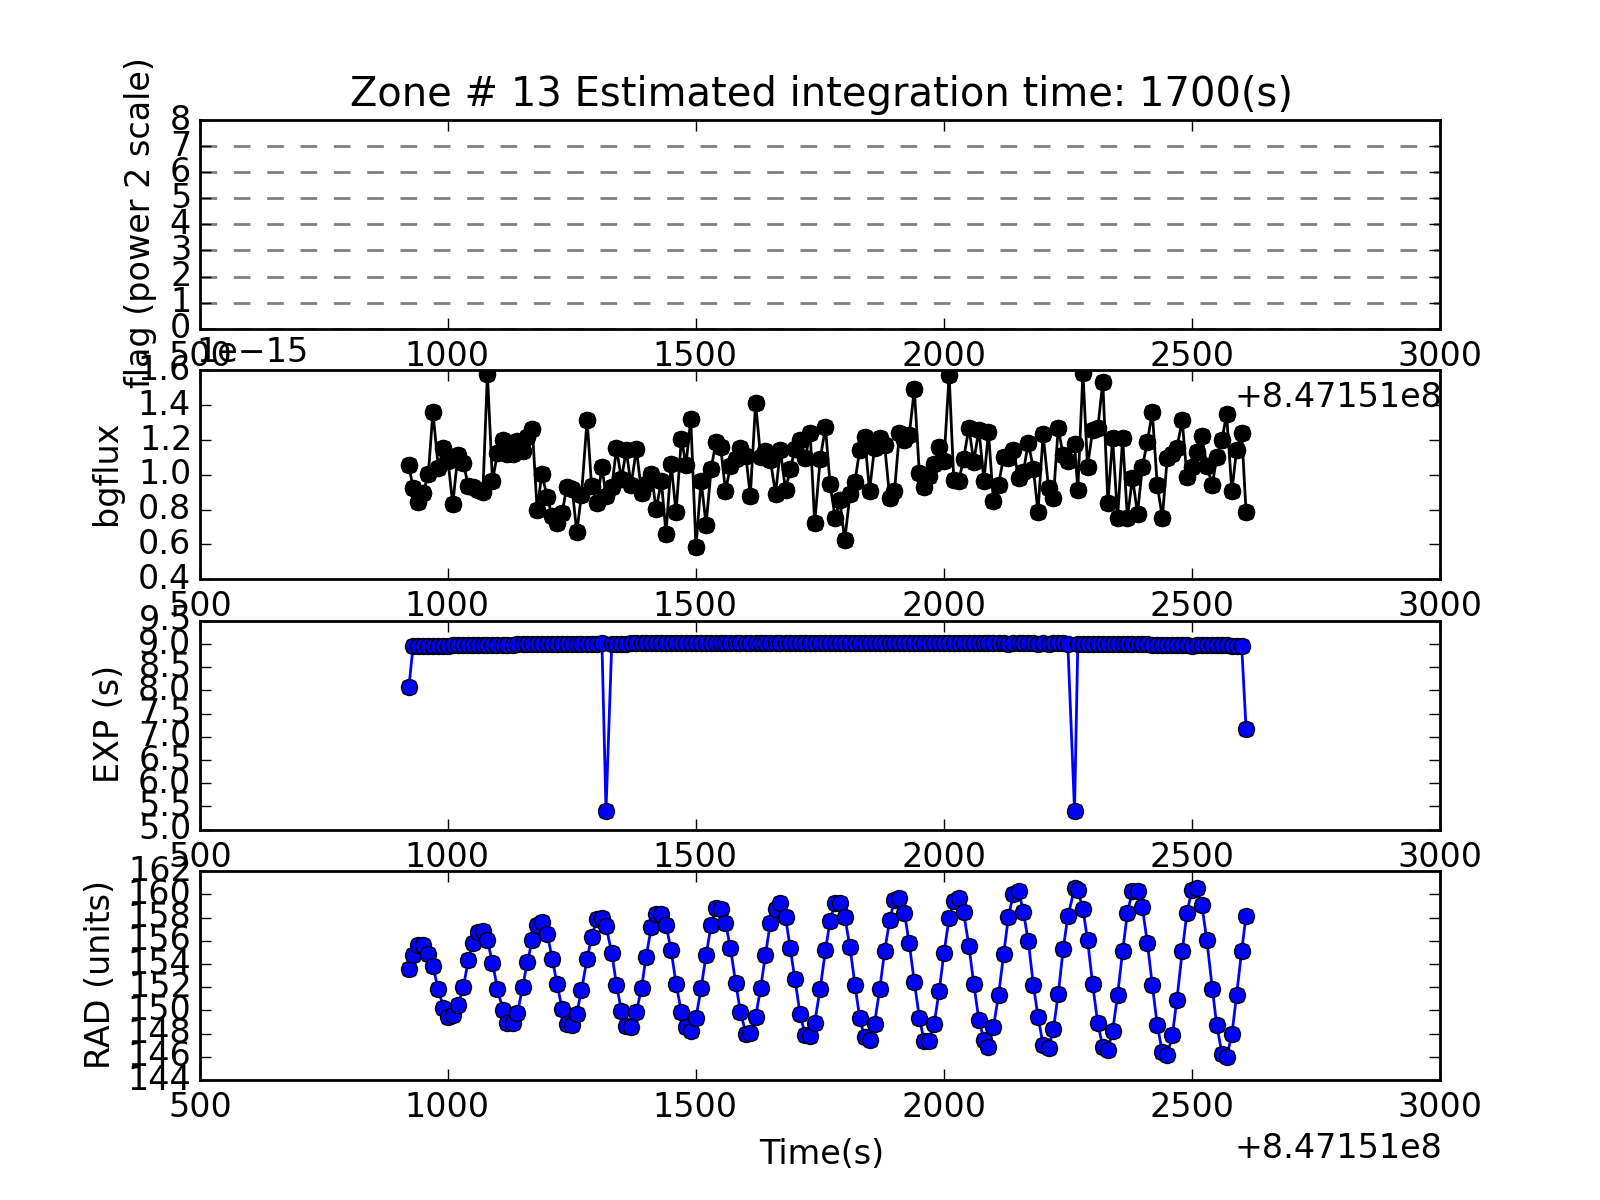 Zone # 13 Estimated integration time: 1700(s)
flag (power 2 scale)
8
7
6
5
4
3
2
1
0
500 1000 1500 2000 2500 3000
1e−15
+8.47151e8
bgflux
1.6
1.4
1.2
1.0
0.8
0.6
0.4
500 1000 1500 2000 2500 3000
EXP (s)
9.5
9.0
8.5
8.0
7.5
7.0
6.5
6.0
5.5
5.0
500 1000 1500 2000 2500 3000
RAD (units)
162
160
158
156
154
152
150
148
146
144
500 1000 1500 2000 2500 3000
Time(s)
+8.47151e8